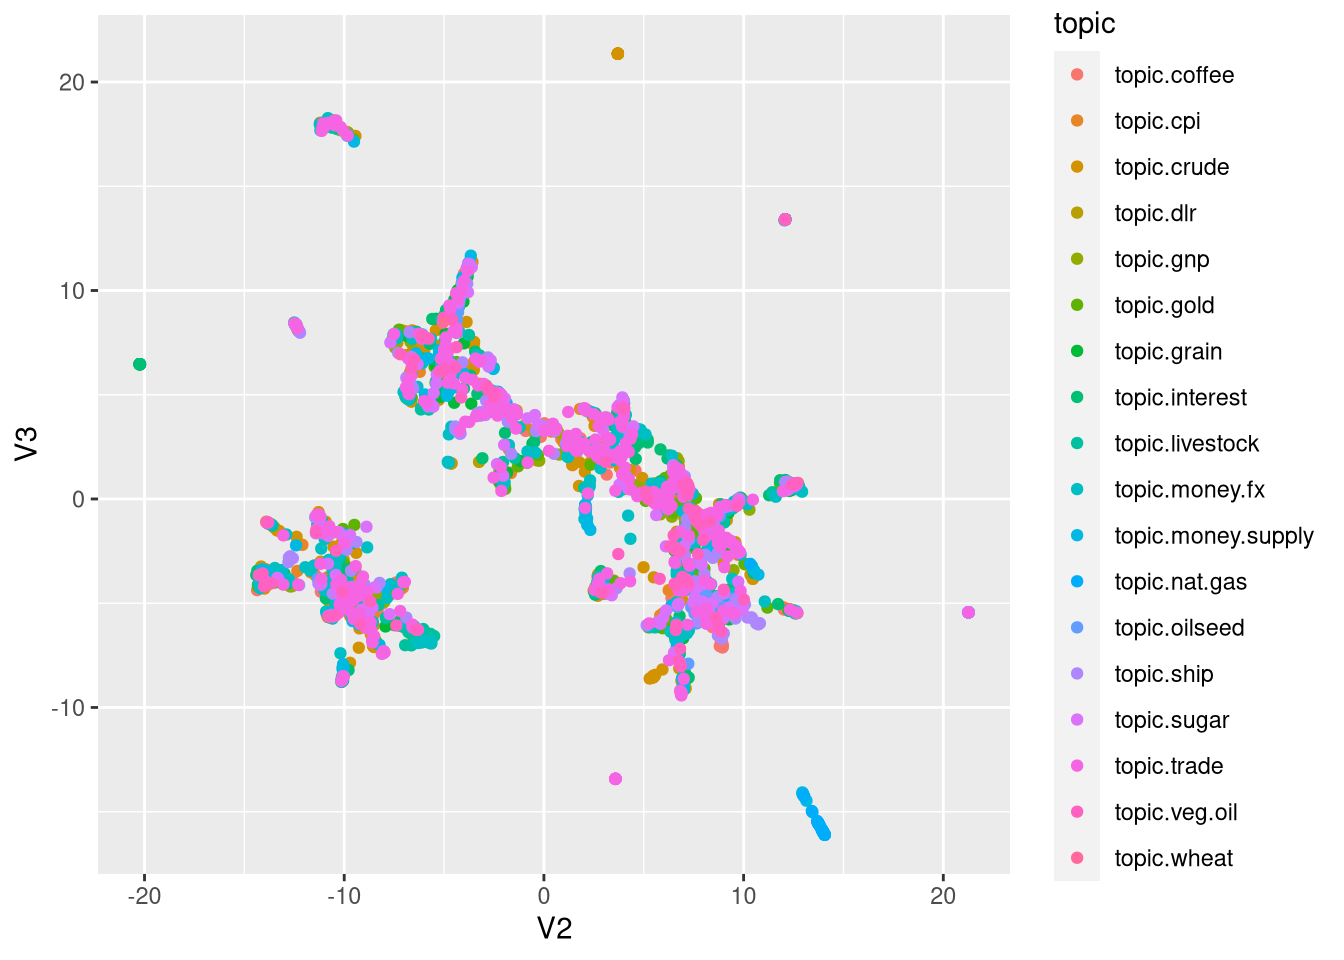 topic
20
10
0
-10
V3
-20
-10
0
10
20
V2
topic.coffee
topic.cpi
topic.crude
topic.dlr
topic.gnp
topic.gold
topic.grain
topic.interest
topic.livestock
topic.money.fx
topic.money.supply
topic.nat.gas
topic.oilseed
topic.ship
topic.sugar
topic.trade
topic.veg.oil
topic.wheat